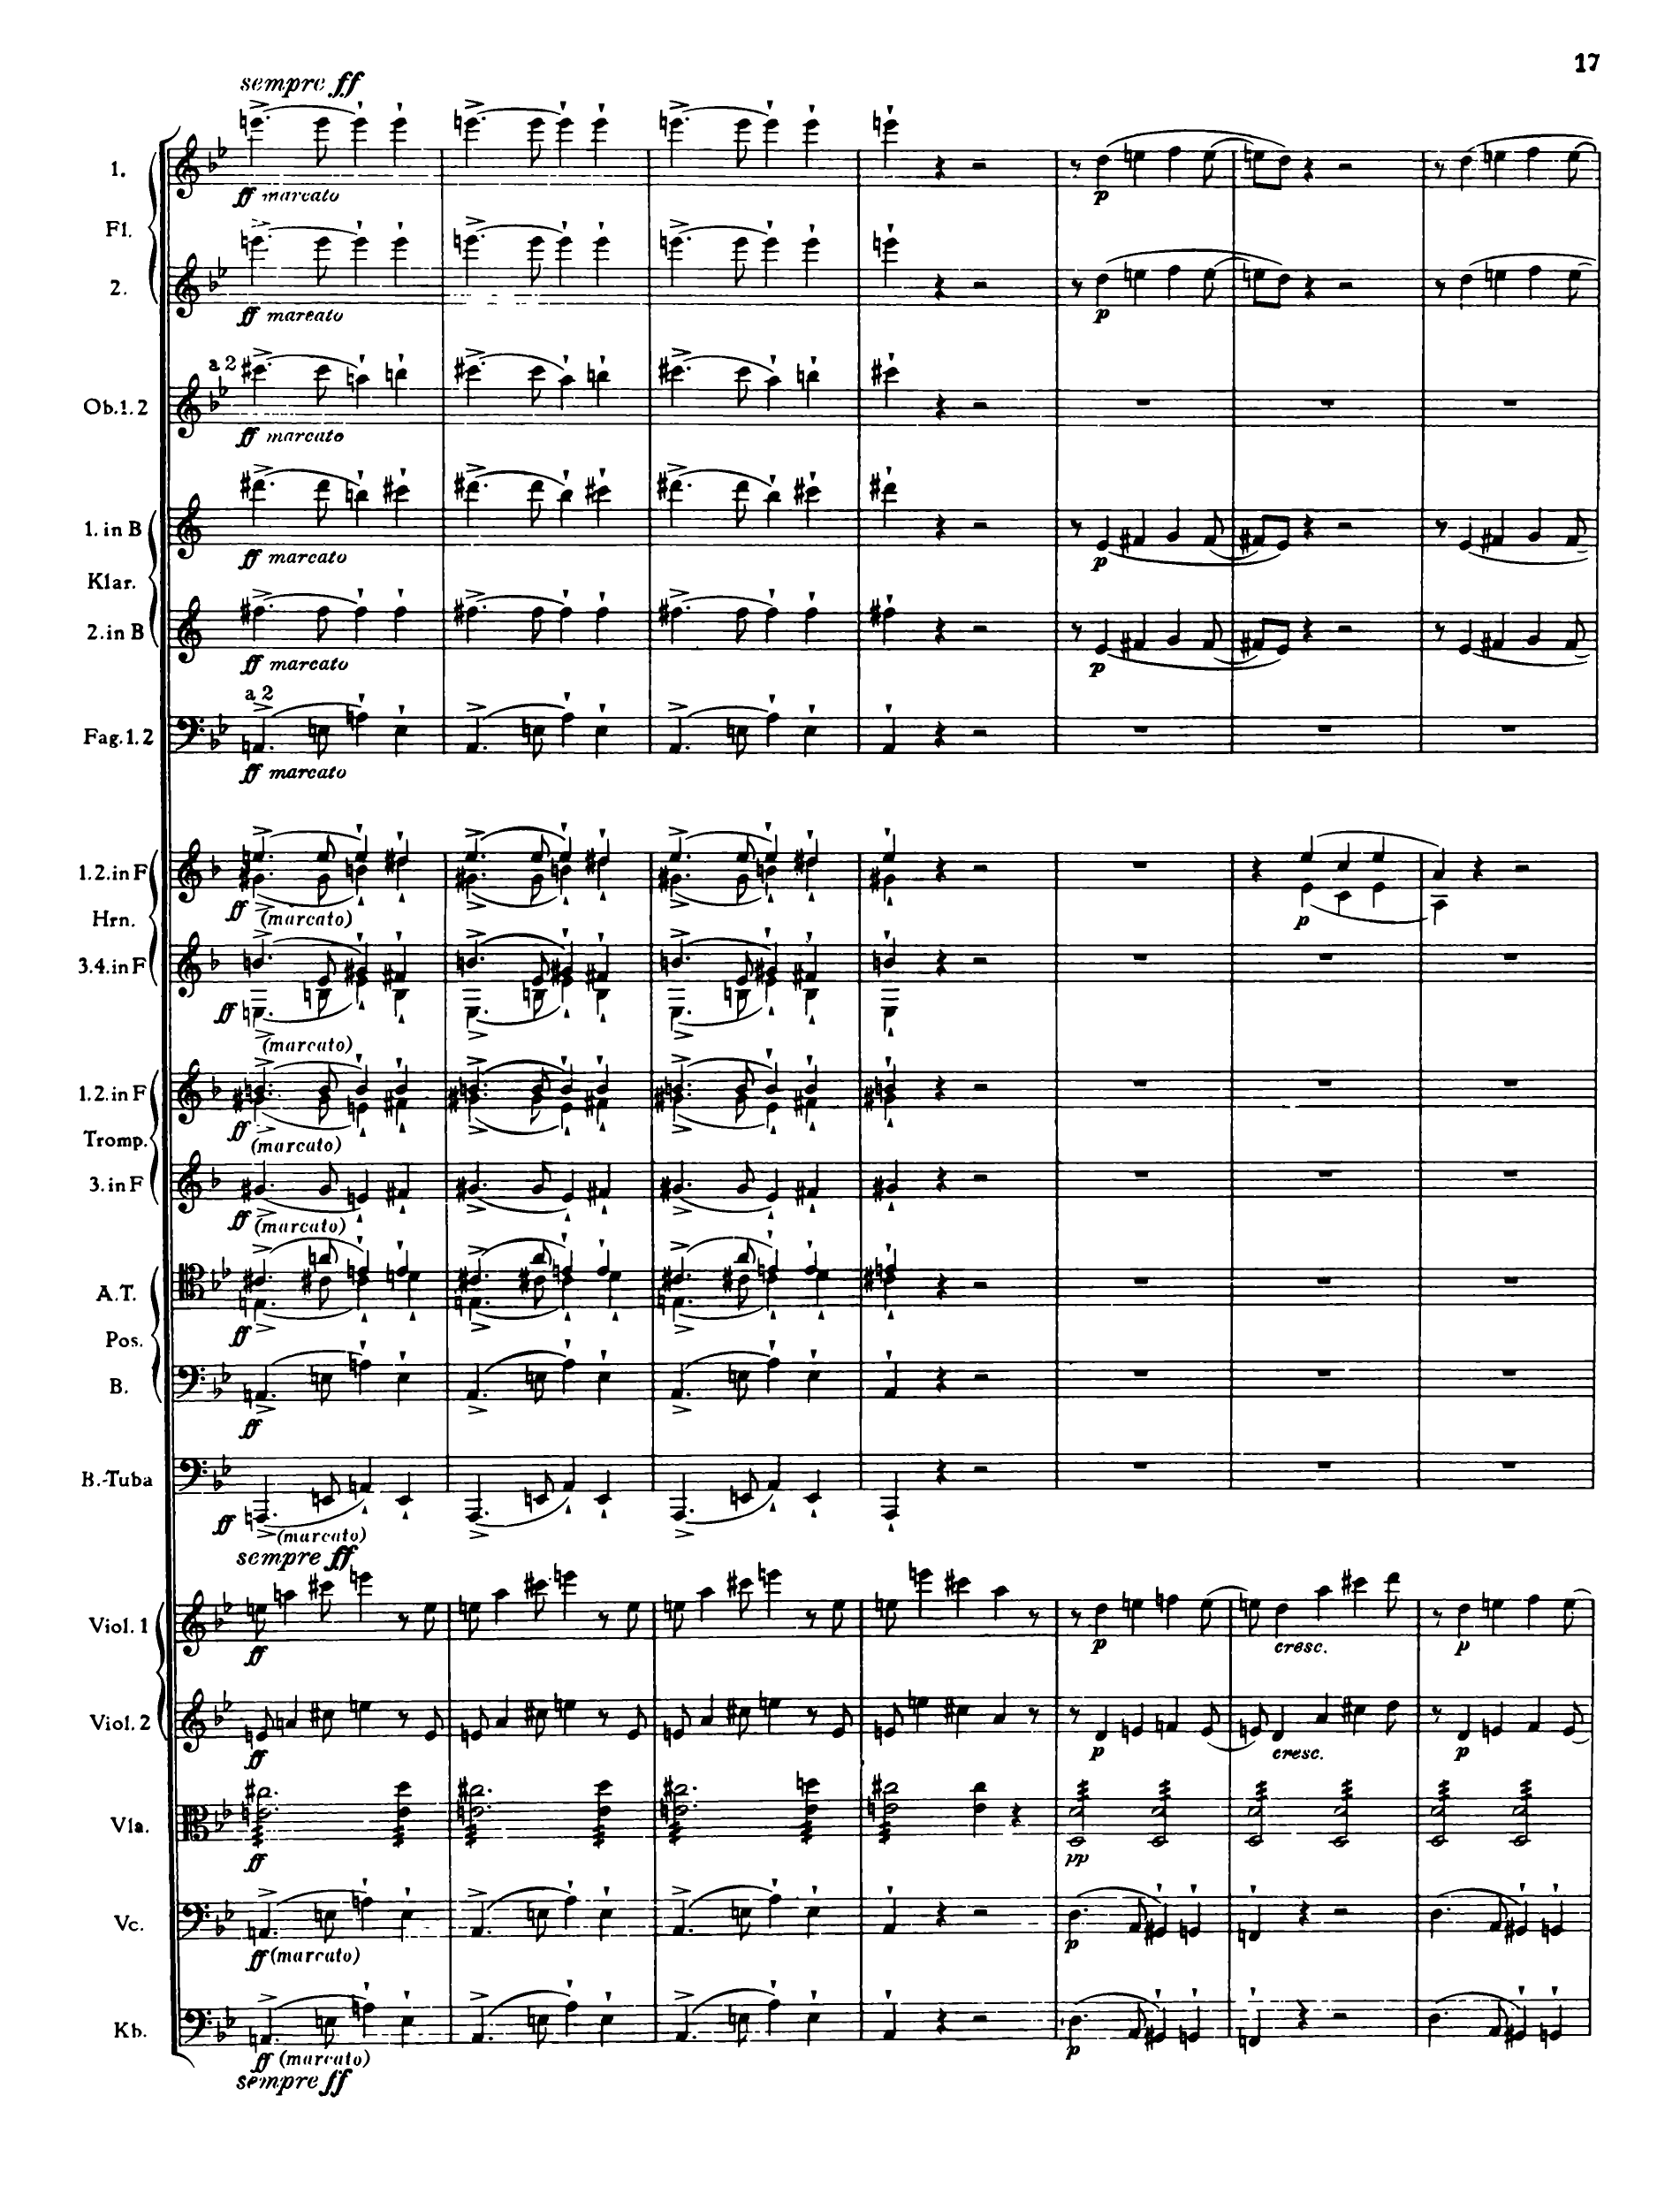 17
sempre ff
1.
ff marcato
Fl.
2.
ff marcato
a 2
Ob.1.2
ff marcato
1. in B
ff marcato
Klar.
2. in B
ff marcato
a 2
Fag.1.2
ff marcato
p
p
p
p
1.2. in F
ff (marcato)
p
Hrn.
3.4. in F
ff
(marcato)
1.2. in F
ff
(marcato)
Tromp.
3. in F
ff (marcato)
A.T.
ff
Pos.
B.
ff
B.-Tuba
ff (marcato)
sempre ff
Viol. 1
ff p cresc. p
Viol. 2
ff p cresc. p
Vla.
ff pp
Vc.
ff (marcato) p
Kb.
ff (marcato) p
sempre ff